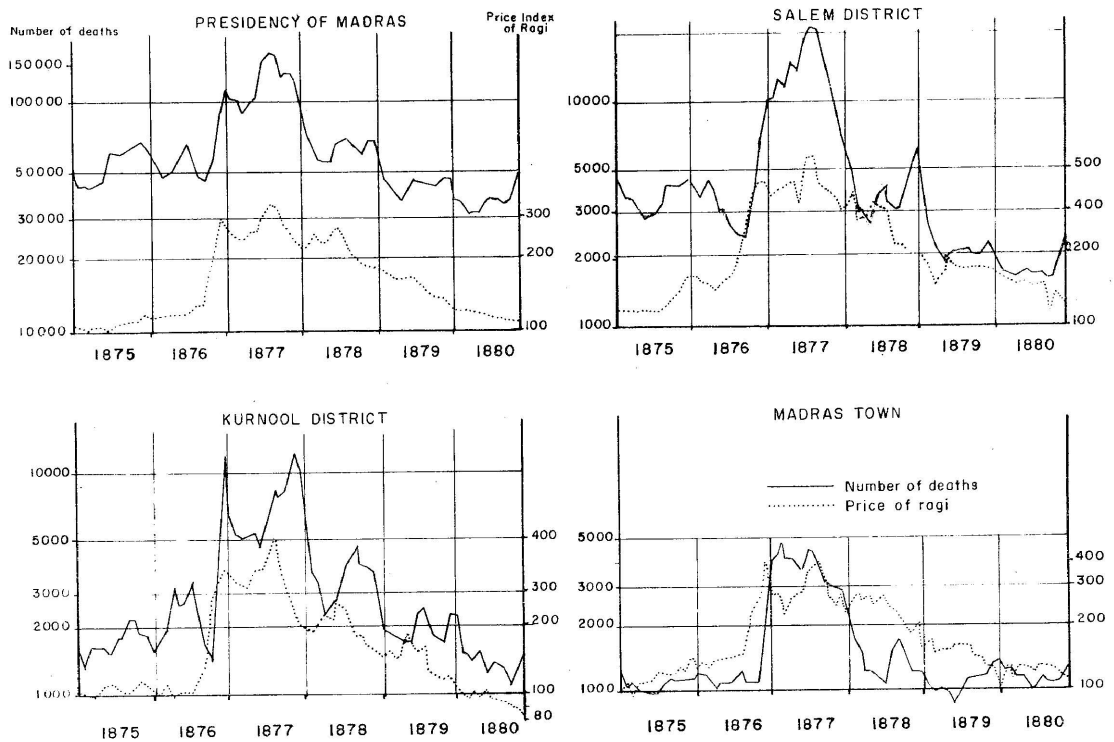 PRESIDENCY OF MADRAS
Number of deaths
Price Index
of Ragi
150000
100000
50000
30000
20000
10000
300
200
100
1875 1876 1877 1878 1879 1880
SALEM DISTRICT
10000
5000
3000
2000
1000
500
400
200
100
1875 1876 1877 1878 1879 1880
KURNOOL DISTRICT
10000
5000
3000
2000
1000
400
300
200
100
80
1875 1876 1877 1878 1879 1880
MADRAS TOWN
Number of deaths
Price of ragi
5000
3000
2000
1000
400
300
200
100
1875 1876 1877 1878 1879 1880